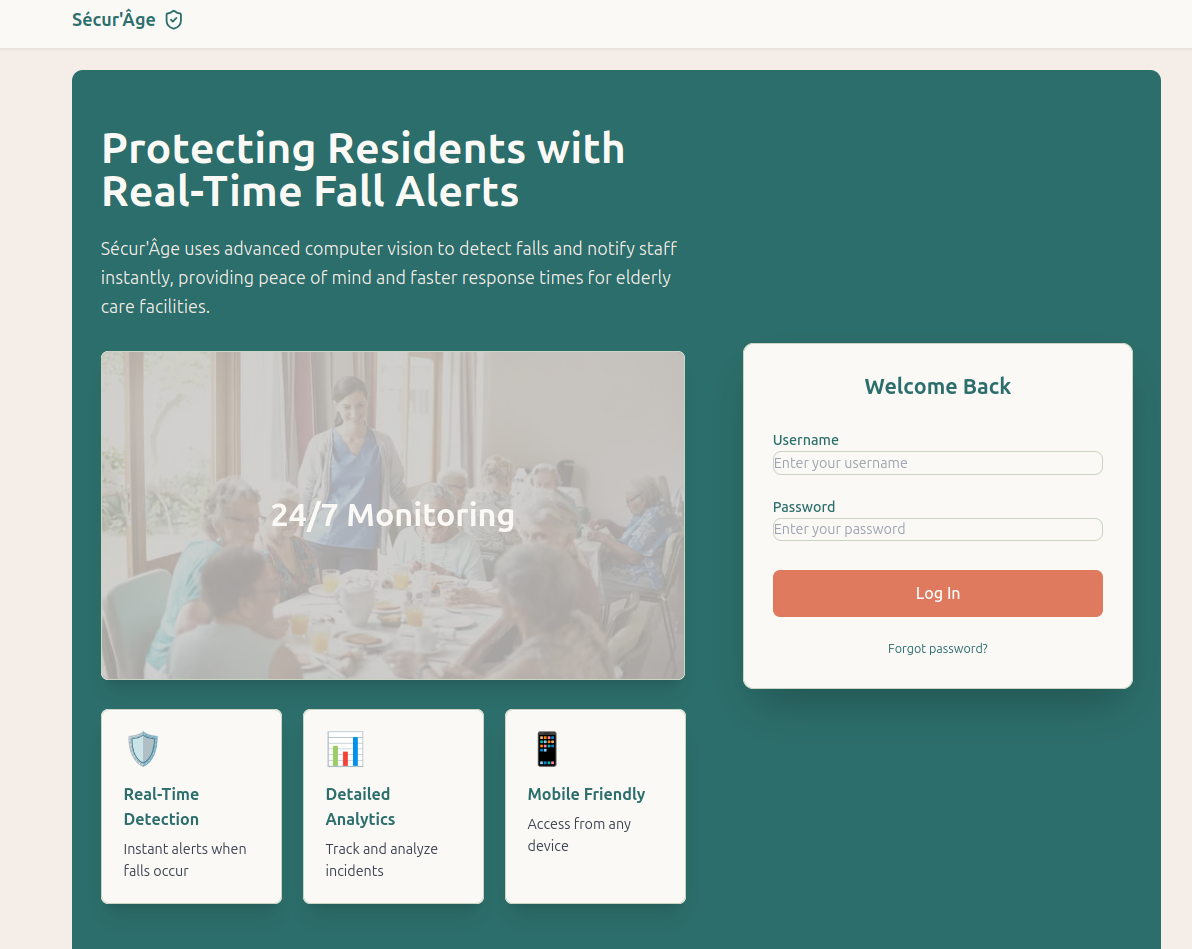 Sécur'Âge
Protecting Residents with
Real-Time Fall Alerts
Sécur'Âge uses advanced computer vision to detect falls and notify staff
instantly, providing peace of mind and faster response times for elderly
care facilities.
24/7 Monitoring
Real-Time
Detection
Instant alerts when
falls occur
Detailed
Analytics
Track and analyze
incidents
Mobile Friendly
Access from any
device
Welcome Back
Username
Enter your username
Password
Enter your password
Log In
Forgot password?